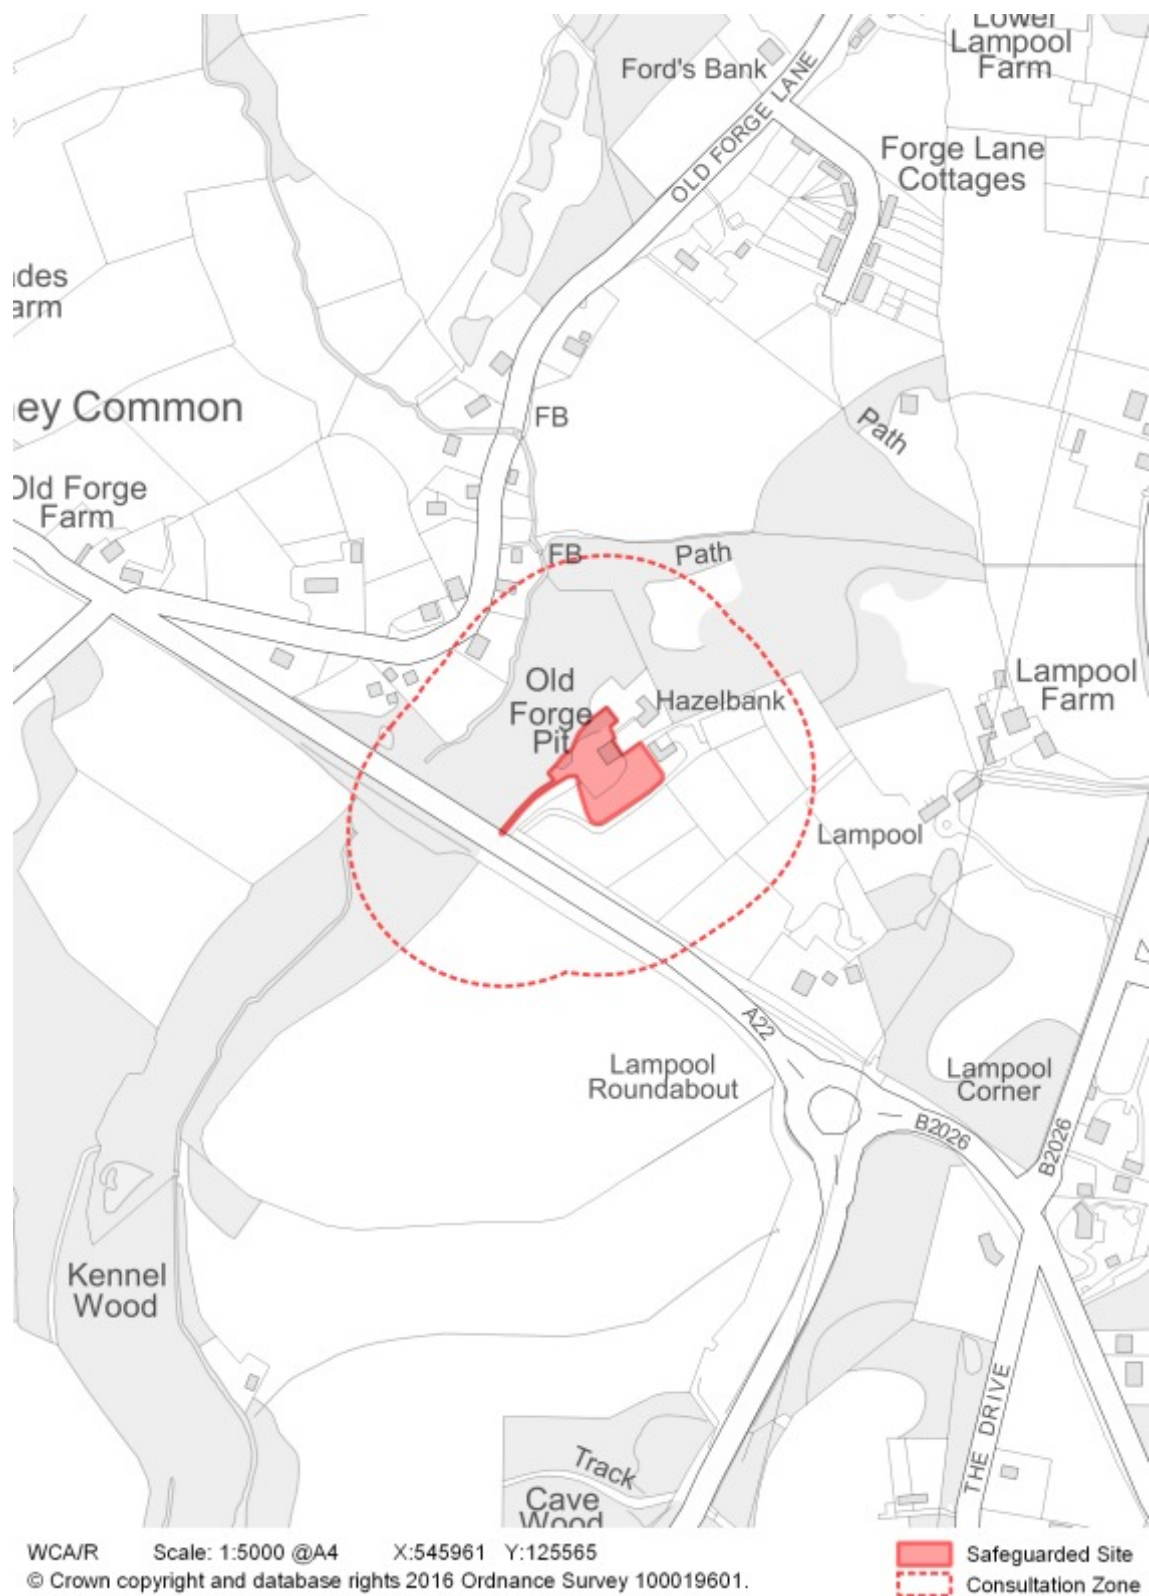 Lower
Lampool
Farm
Ford's Bank
OLD FORGE LANE
Forge Lane
Cottages
des
arm
ey Common
FB
Path
Old Forge
Farm
FB
Path
Old
Forge
Pit
Hazelbank
Lampool
Farm
Lampool
A22
Lampool
Roundabout
Lampool
Corner
B2026
B2026
Kennel
Wood
THE DRIVE
Track
Cave
Wood
WCA/R Scale: 1:5000 @A4 X:545961 Y:125565
© Crown copyright and database rights 2016 Ordnance Survey 100019601.
Safeguarded Site
Consultation Zone